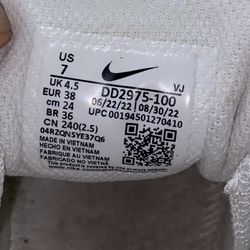 US
7
VJ
UK 4.5
DD2975-100
EUR 38
06/22/22 08/30/22
cm 24
UPC 00194501270410
BR 36
CN 240(2.5)
04R2QN5YE37Q6
MADE IN VIETNAM
HECHO EN VIETNAM
FABRIQUÉ AU VIETNAM
FABRICADO NO VIETNÃ